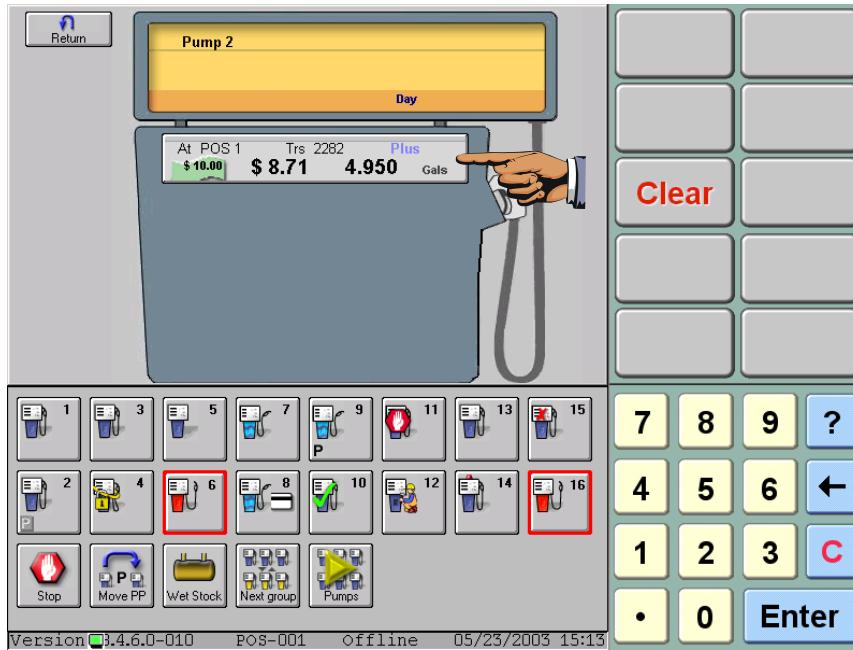 Return
Pump 2
Day
At POS 1 Trs 2282 Plus
$ 10.00 $ 8.71 4.950 Gals
Clear
1 3 5 7 9 11 13 15
P
2 4 6 8 10 12 14 16
P
Stop Move PP Wet Stock Next group Pumps
P
7 8 9 ?
4 5 6 ←
1 2 3 C
• 0 Enter
Version 3.4.6.0-010 POS-001 Offline 05/23/2003 15:13